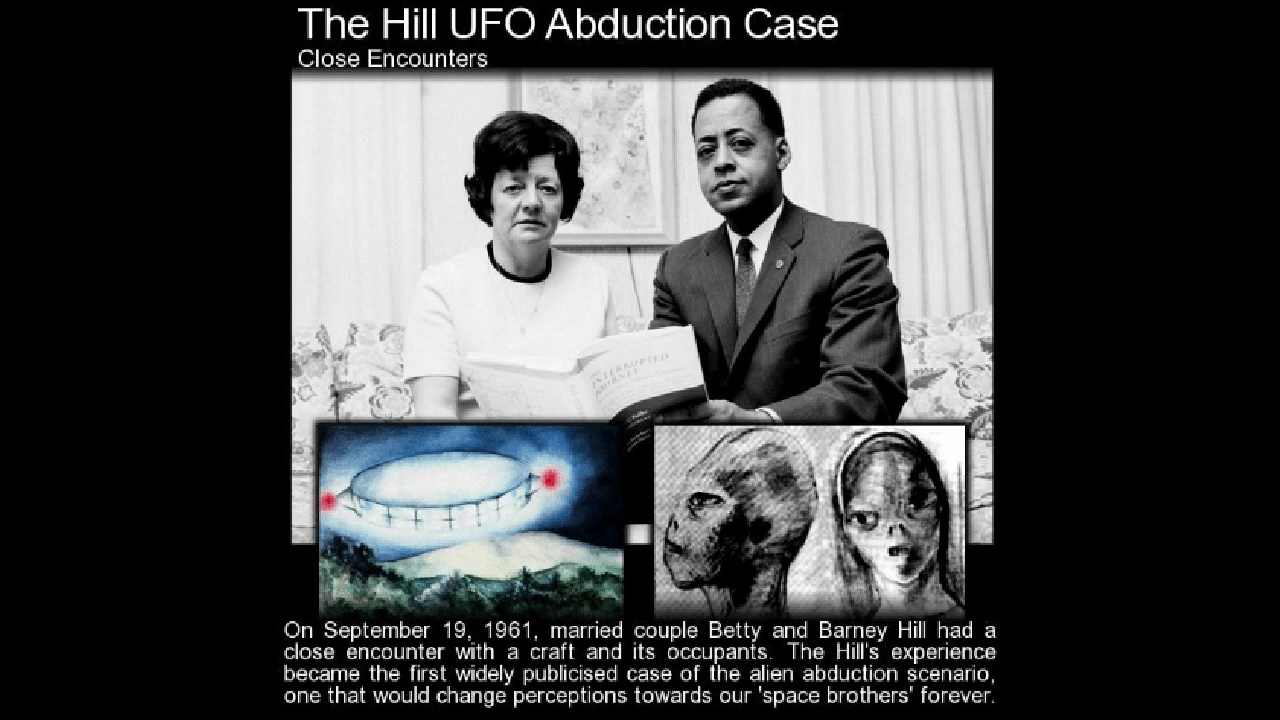 The Hill UFO Abduction Case
Close Encounters
INTERRUPTED
JOURNEY
On September 19, 1961, married couple Betty and Barney Hill had a
close encounter with a craft and its occupants. The Hill's experience
became the first widely publicised case of the alien abduction scenario,
one that would change perceptions towards our 'space brothers' forever.